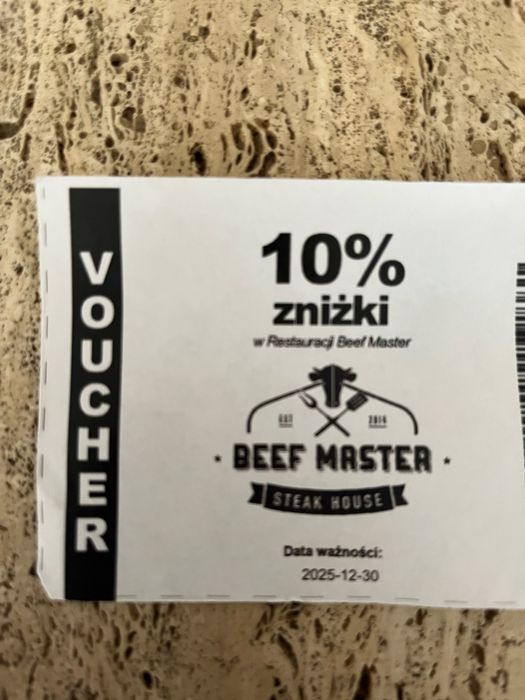 VOUCHER
10%
zniżki
w Restauracji Beef Master
EST 2014
BEEF MASTER
STEAK HOUSE
Data ważności:
2025-12-30